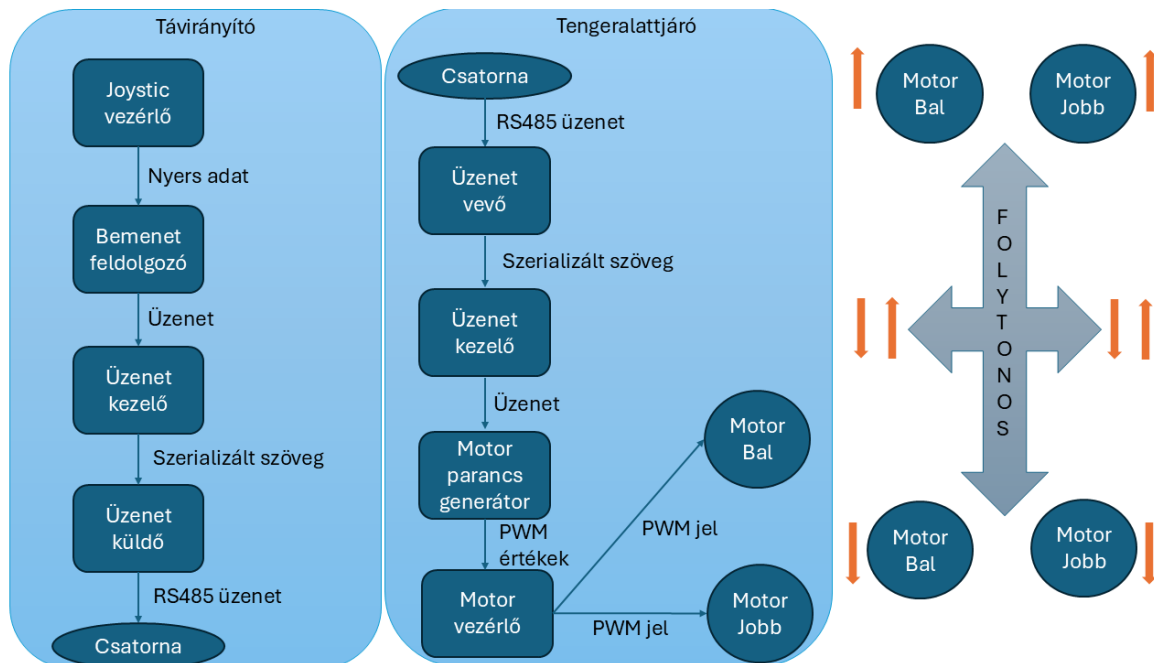 Távirányító
Joystic
vezérlő
Nyers adat
Bemenet
feldolgozó
Üzenet
Üzenet
kezelő
Szerializált szöveg
Üzenet
küldő
RS485 üzenet
Csatorna
Tengeralattjáró
Csatorna
RS485 üzenet
Üzenet
vevő
Szerializált szöveg
Üzenet
kezelő
Üzenet
Motor
parancs
generátor
PWM
értékek
Motor
vezérlő
PWM jel
Motor
Bal
PWM jel
Motor
Jobb
Motor
Bal
Motor
Jobb
FOLYTONOS
Motor
Bal
Motor
Jobb